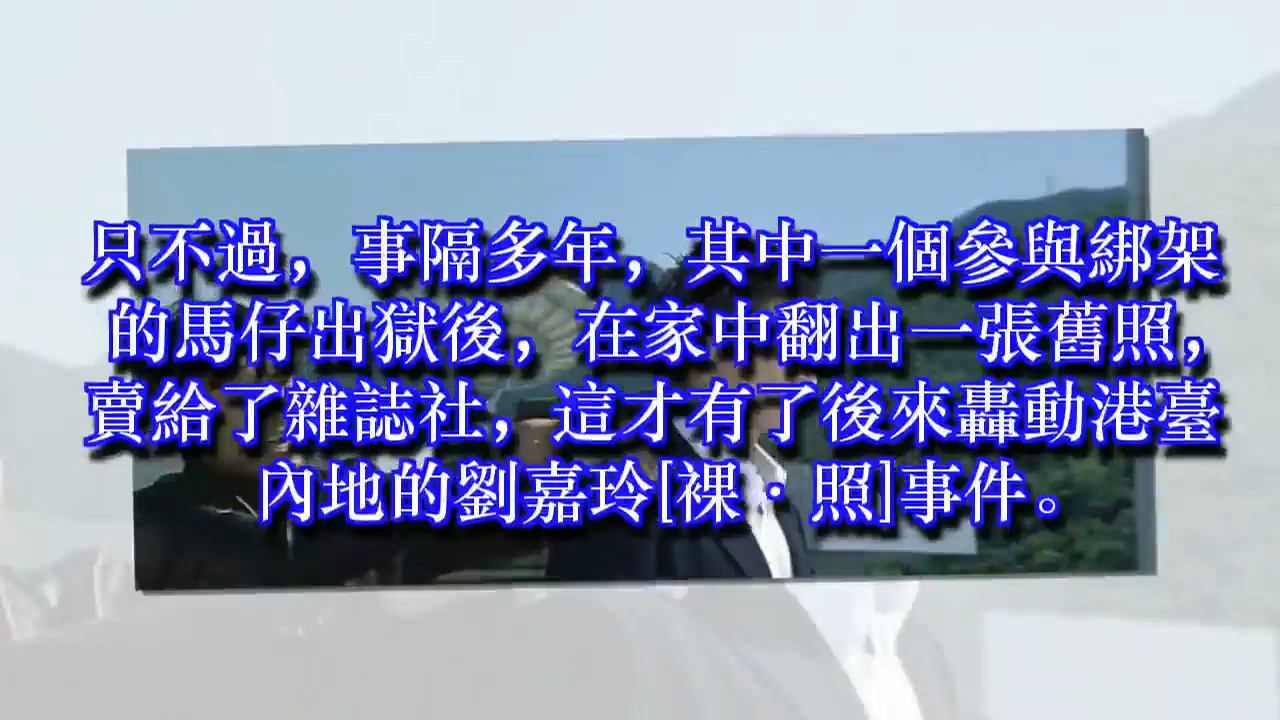 只不過，事隔多年，其中一個參與綁架
的馬仔出獄後，在家中翻出一張舊照，
賣給了雜誌社，這才有了後來轟動港臺
內地的劉嘉玲[裸·照]事件。